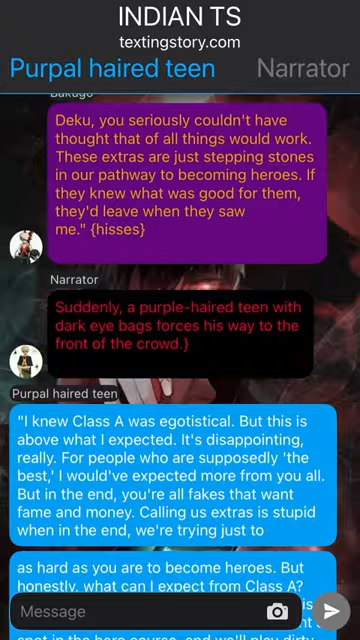 INDIAN TS
textingstory.com
Purpal haired teen
Narrator
Bakugo
Deku, you seriously couldn't have
thought that of all things would work.
These extras are just stepping stones
in our pathway to becoming heroes. If
they knew what was good for them,
they'd leave when they saw
me." {hisses}
Narrator
Suddenly, a purple-haired teen with
dark eye bags forces his way to the
front of the crowd.}
Purpal haired teen
"I knew Class A was egotistical. But this is
above what I expected. It's disappointing,
really. For people who are supposedly 'the
best,' I would've expected more from you all.
But in the end, you're all fakes that want
fame and money. Calling us extras is stupid
when in the end, we're trying just to
as hard as you are to become heroes. But
honestly, what can I expect from Class A?
Message